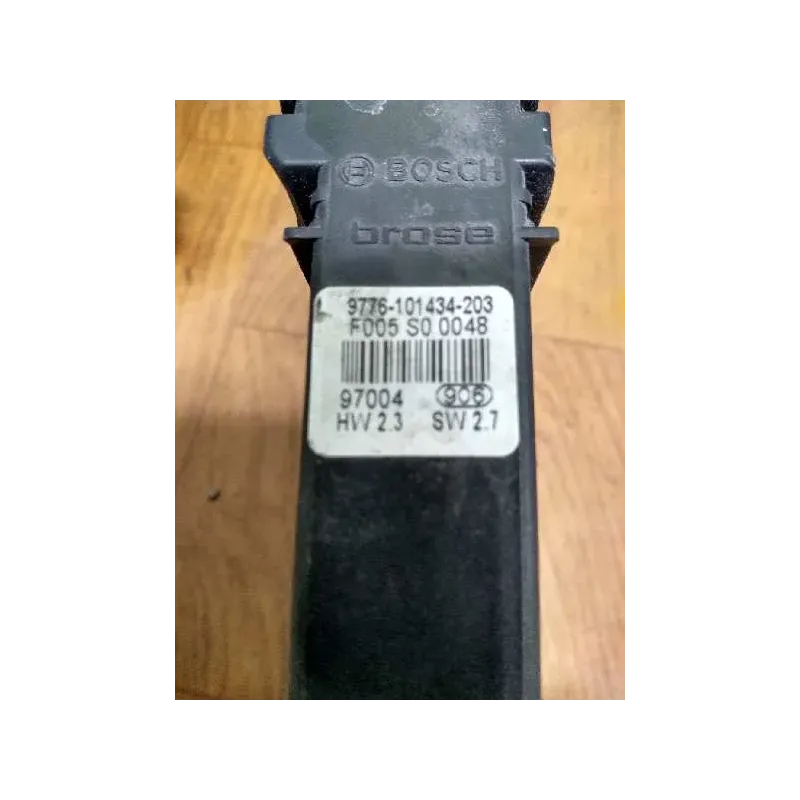 BOSCH
brose
9776-101434-203
F005 S0 0048
97004 906
HW 2.3 SW 2.7